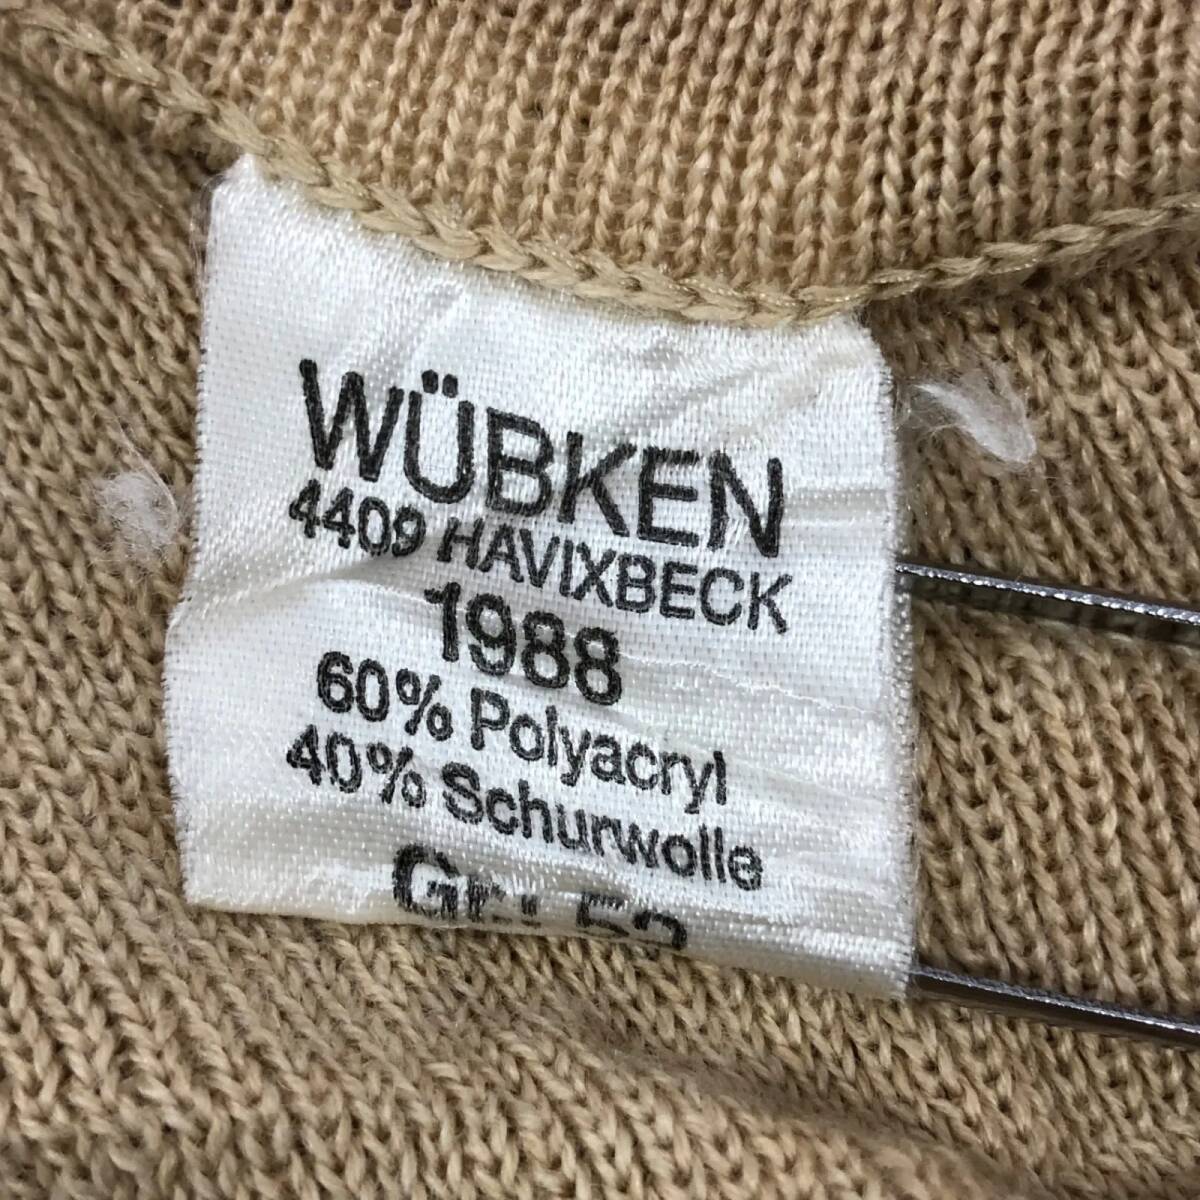 WÜBKEN
4409 HAVIXBECK
1988
60% Polyacryl
40% Schurwolle